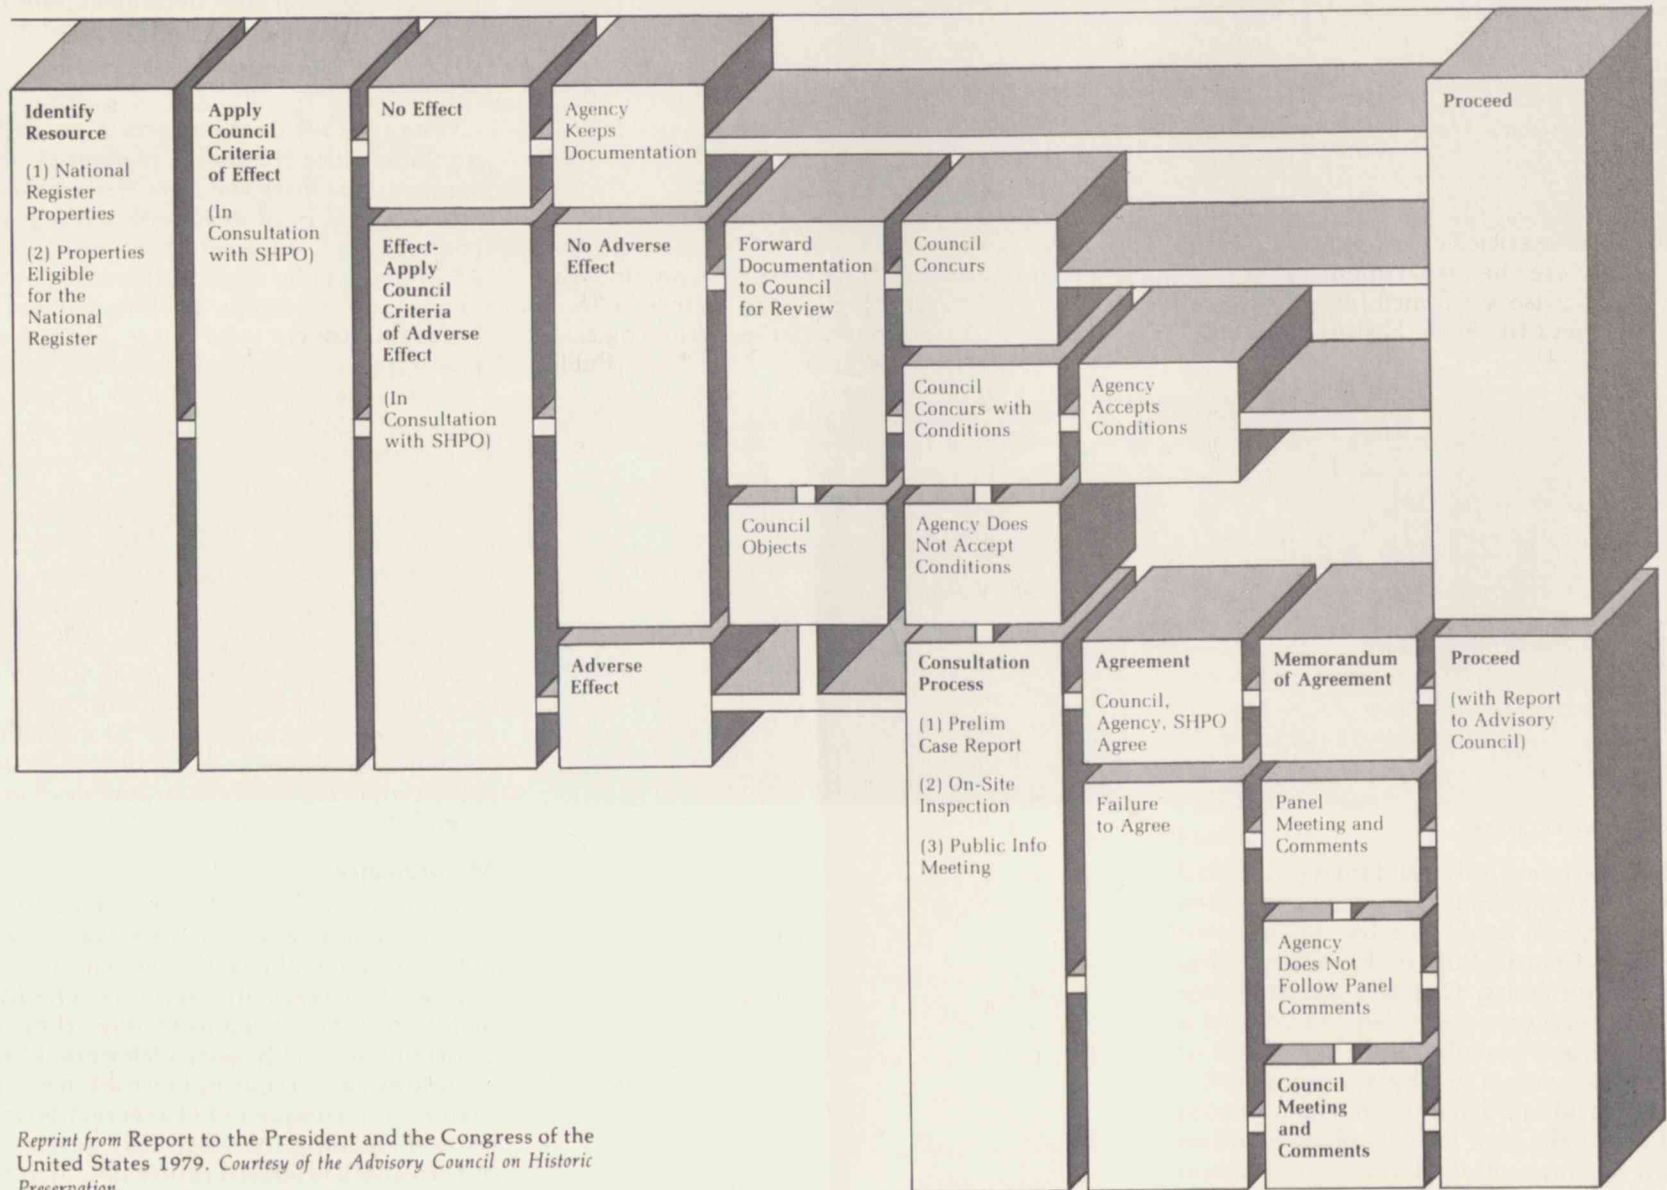 Identify
Resource
(1) National
Register
Properties
(2) Properties
Eligible
for the
National
Register
Apply
Council
Criteria
of Effect
(In
Consultation
with SHPO)
No Effect
Agency
Keeps
Documentation
Effect-
Apply
Council
Criteria
of Adverse
Effect
(In
Consultation
with SHPO)
No Adverse
Effect
Forward
Documentation
to Council
for Review
Council
Concurs
Council
Concurs with
Conditions
Agency
Accepts
Conditions
Council
Objects
Agency Does
Not Accept
Conditions
Proceed
Adverse
Effect
Consultation
Process
(1) Prelim
Case Report
(2) On-Site
Inspection
(3) Public Info
Meeting
Agreement
Council,
Agency, SHPO
Agree
Failure
to Agree
Memorandum
of Agreement
Panel
Meeting and
Comments
Agency
Does Not
Follow Panel
Comments
Council
Meeting
and
Comments
Proceed
(with Report
to Advisory
Council)
Reprint from Report to the President and the Congress of the
United States 1979. Courtesy of the Advisory Council on Historic
Preservation